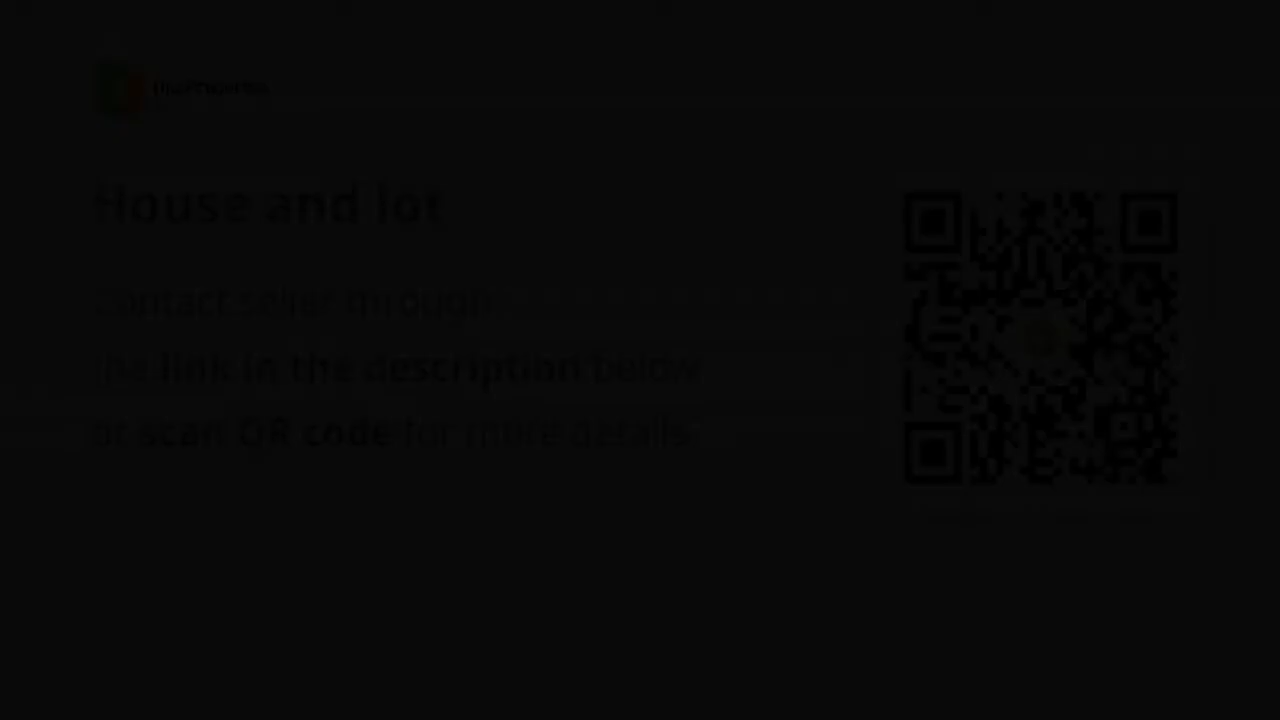 House and lot
Contact seller through
the link in the description below
or scan QR code for more details.